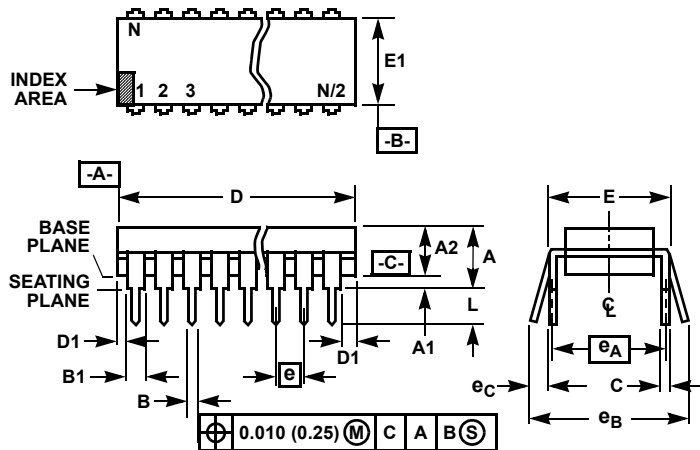 N
E1
INDEX
AREA
1 2 3 N/2
-B-
-A-
D
E
BASE
PLANE
A2
A
-C-
SEATING
PLANE
L
C
L
D1
A1
D1
eA
B1
e
eC
C
B
eB
⌖ 0.010 (0.25) Ⓜ C A B Ⓢ